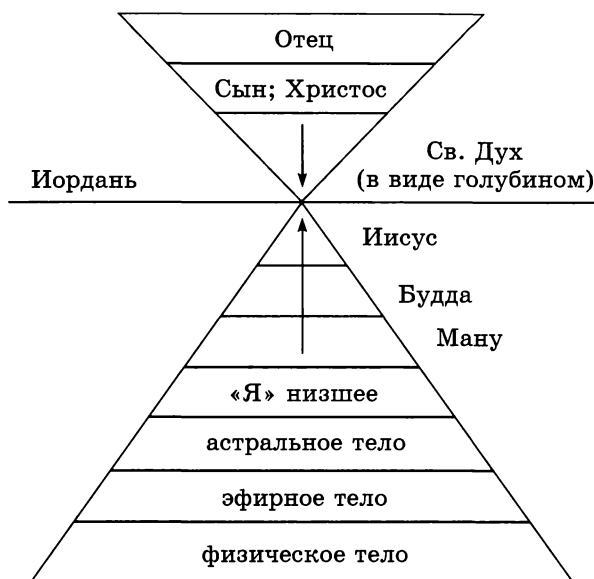 Отец
Сын; Христос
Св. Дух
Иордань
(в виде голубином)
Иисус
Будда
Ману
«Я» низшее
астральное тело
эфирное тело
физическое тело